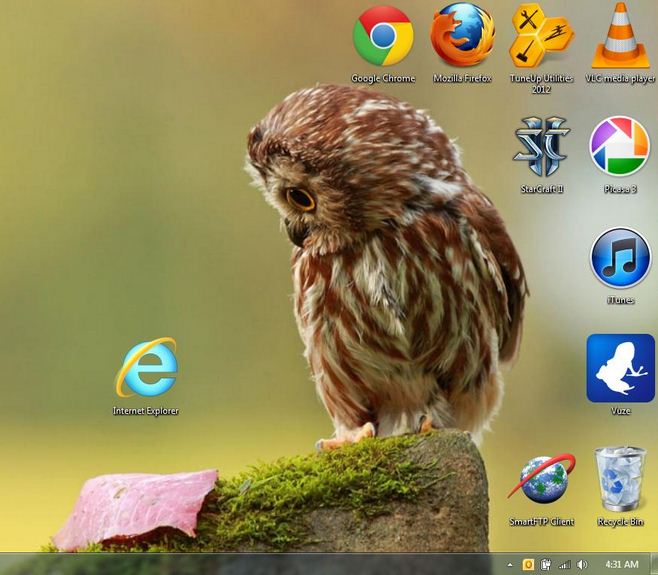 Google Chrome
Mozilla Firefox
TuneUp Utilities
2012
VLC media player
StarCraft II
Picasa 3
iTunes
Internet Explorer
Vuze
SmartFTP Client
Recycle Bin
4:31 AM